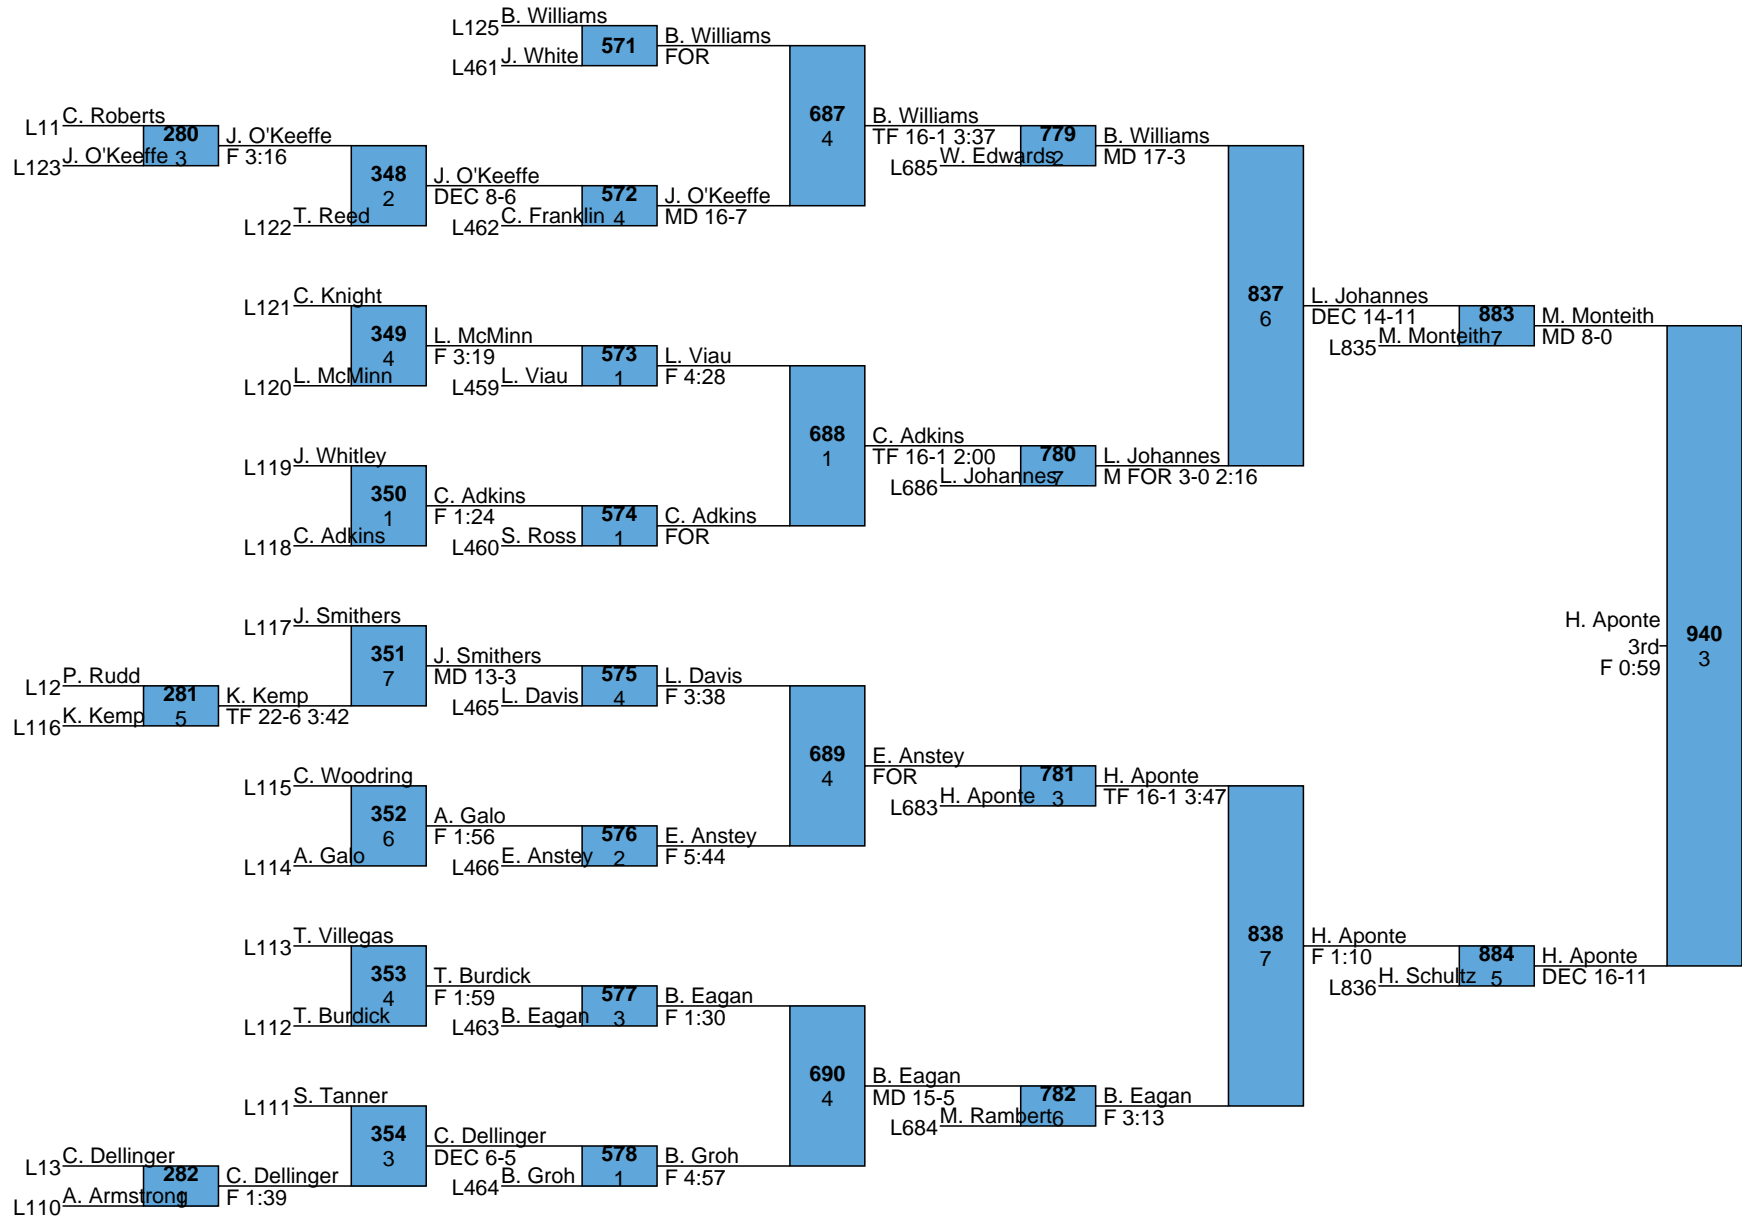 L125 B. Williams
L461 J. White
571
B. Williams
FOR
L11 C. Roberts
L123 J. O'Keeffe
280
3
J. O'Keeffe
F 3:16
L122 T. Reed
348
2
J. O'Keeffe
DEC 8-6
L462 C. Franklin
572
4
J. O'Keeffe
MD 16-7
687
4
B. Williams
TF 16-1 3:37
L685 W. Edwards
779
2
B. Williams
MD 17-3
L121 C. Knight
L120 L. McMinn
349
4
L. McMinn
F 3:19
L459 L. Viau
573
1
L. Viau
F 4:28
L119 J. Whitley
L118 C. Adkins
350
1
C. Adkins
F 1:24
L460 S. Ross
574
1
C. Adkins
FOR
688
1
C. Adkins
TF 16-1 2:00
L686 L. Johannes
780
7
L. Johannes
M FOR 3-0 2:16
837
6
L. Johannes
DEC 14-11
L835 M. Monteith
883
7
M. Monteith
MD 8-0
L117 J. Smithers
L12 P. Rudd
L116 K. Kemp
281
5
K. Kemp
TF 22-6 3:42
351
7
J. Smithers
MD 13-3
L465 L. Davis
575
4
L. Davis
F 3:38
L115 C. Woodring
L114 A. Galo
352
6
A. Galo
F 1:56
L466 E. Anstey
576
2
E. Anstey
F 5:44
689
4
E. Anstey
FOR
L683 H. Aponte
781
3
H. Aponte
TF 16-1 3:47
L113 T. Villegas
L112 T. Burdick
353
4
T. Burdick
F 1:59
L463 B. Eagan
577
3
B. Eagan
F 1:30
L111 S. Tanner
L13 C. Dellinger
L110 A. Armstrong
282
1
C. Dellinger
F 1:39
354
3
C. Dellinger
DEC 6-5
L464 B. Groh
578
1
B. Groh
F 4:57
690
4
B. Eagan
MD 15-5
L684 M. Rambert
782
6
B. Eagan
F 3:13
838
7
H. Aponte
F 1:10
L836 H. Schultz
884
5
H. Aponte
DEC 16-11
940
3
H. Aponte
3rd
F 0:59